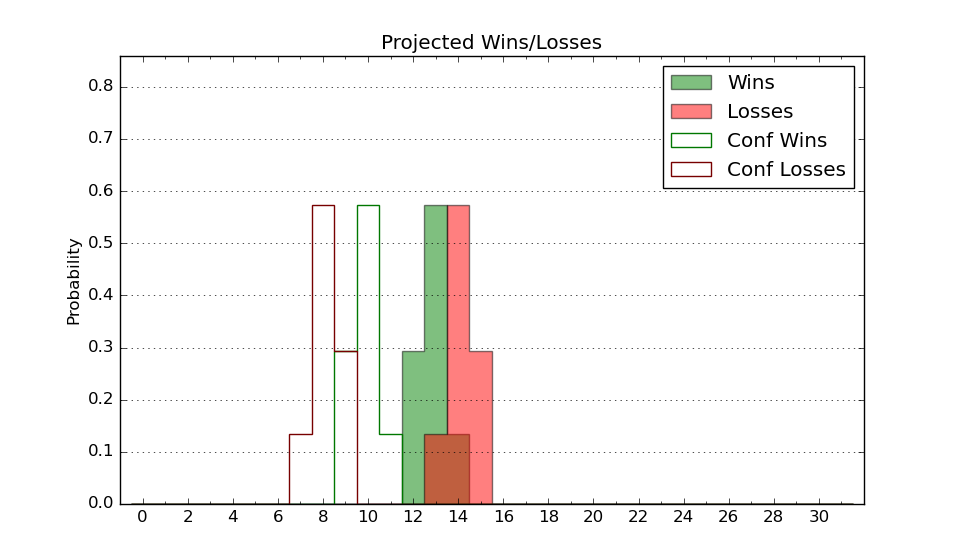 Projected Wins/Losses
Wins
Losses
Conf Wins
Conf Losses
Probability
0.8
0.7
0.6
0.5
0.4
0.3
0.2
0.1
0.0
0 2 4 6 8 10 12 14 16 18 20 22 24 26 28 30